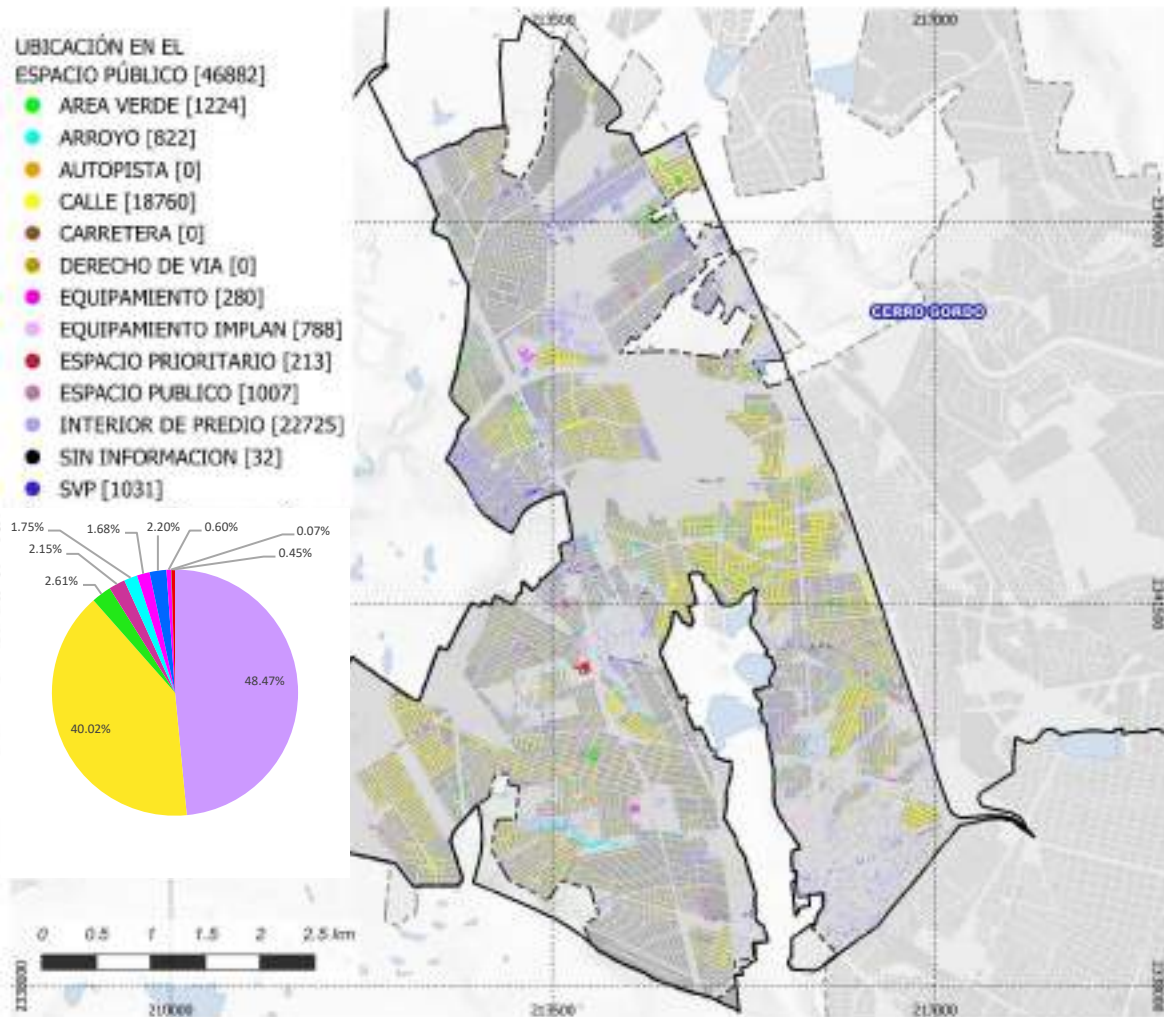 UBICACIÓN EN EL
ESPACIO PÚBLICO [46882]
AREA VERDE [1224]
ARROYO [822]
AUTOPISTA [0]
CALLE [18760]
CARRETERA [0]
DERECHO DE VIA [0]
EQUIPAMIENTO [280]
EQUIPAMIENTO IMPLAN [788]
ESPACIO PRIORITARIO [213]
ESPACIO PUBLICO [1007]
INTERIOR DE PREDIO [22725]
SIN INFORMACION [32]
SVP [1031]
1.75%
1.68%
2.20%
0.60%
0.07%
2.15%
0.45%
2.61%
48.47%
40.02%
CERRO GORDO
0 0.5 1 1.5 2 2.5 km